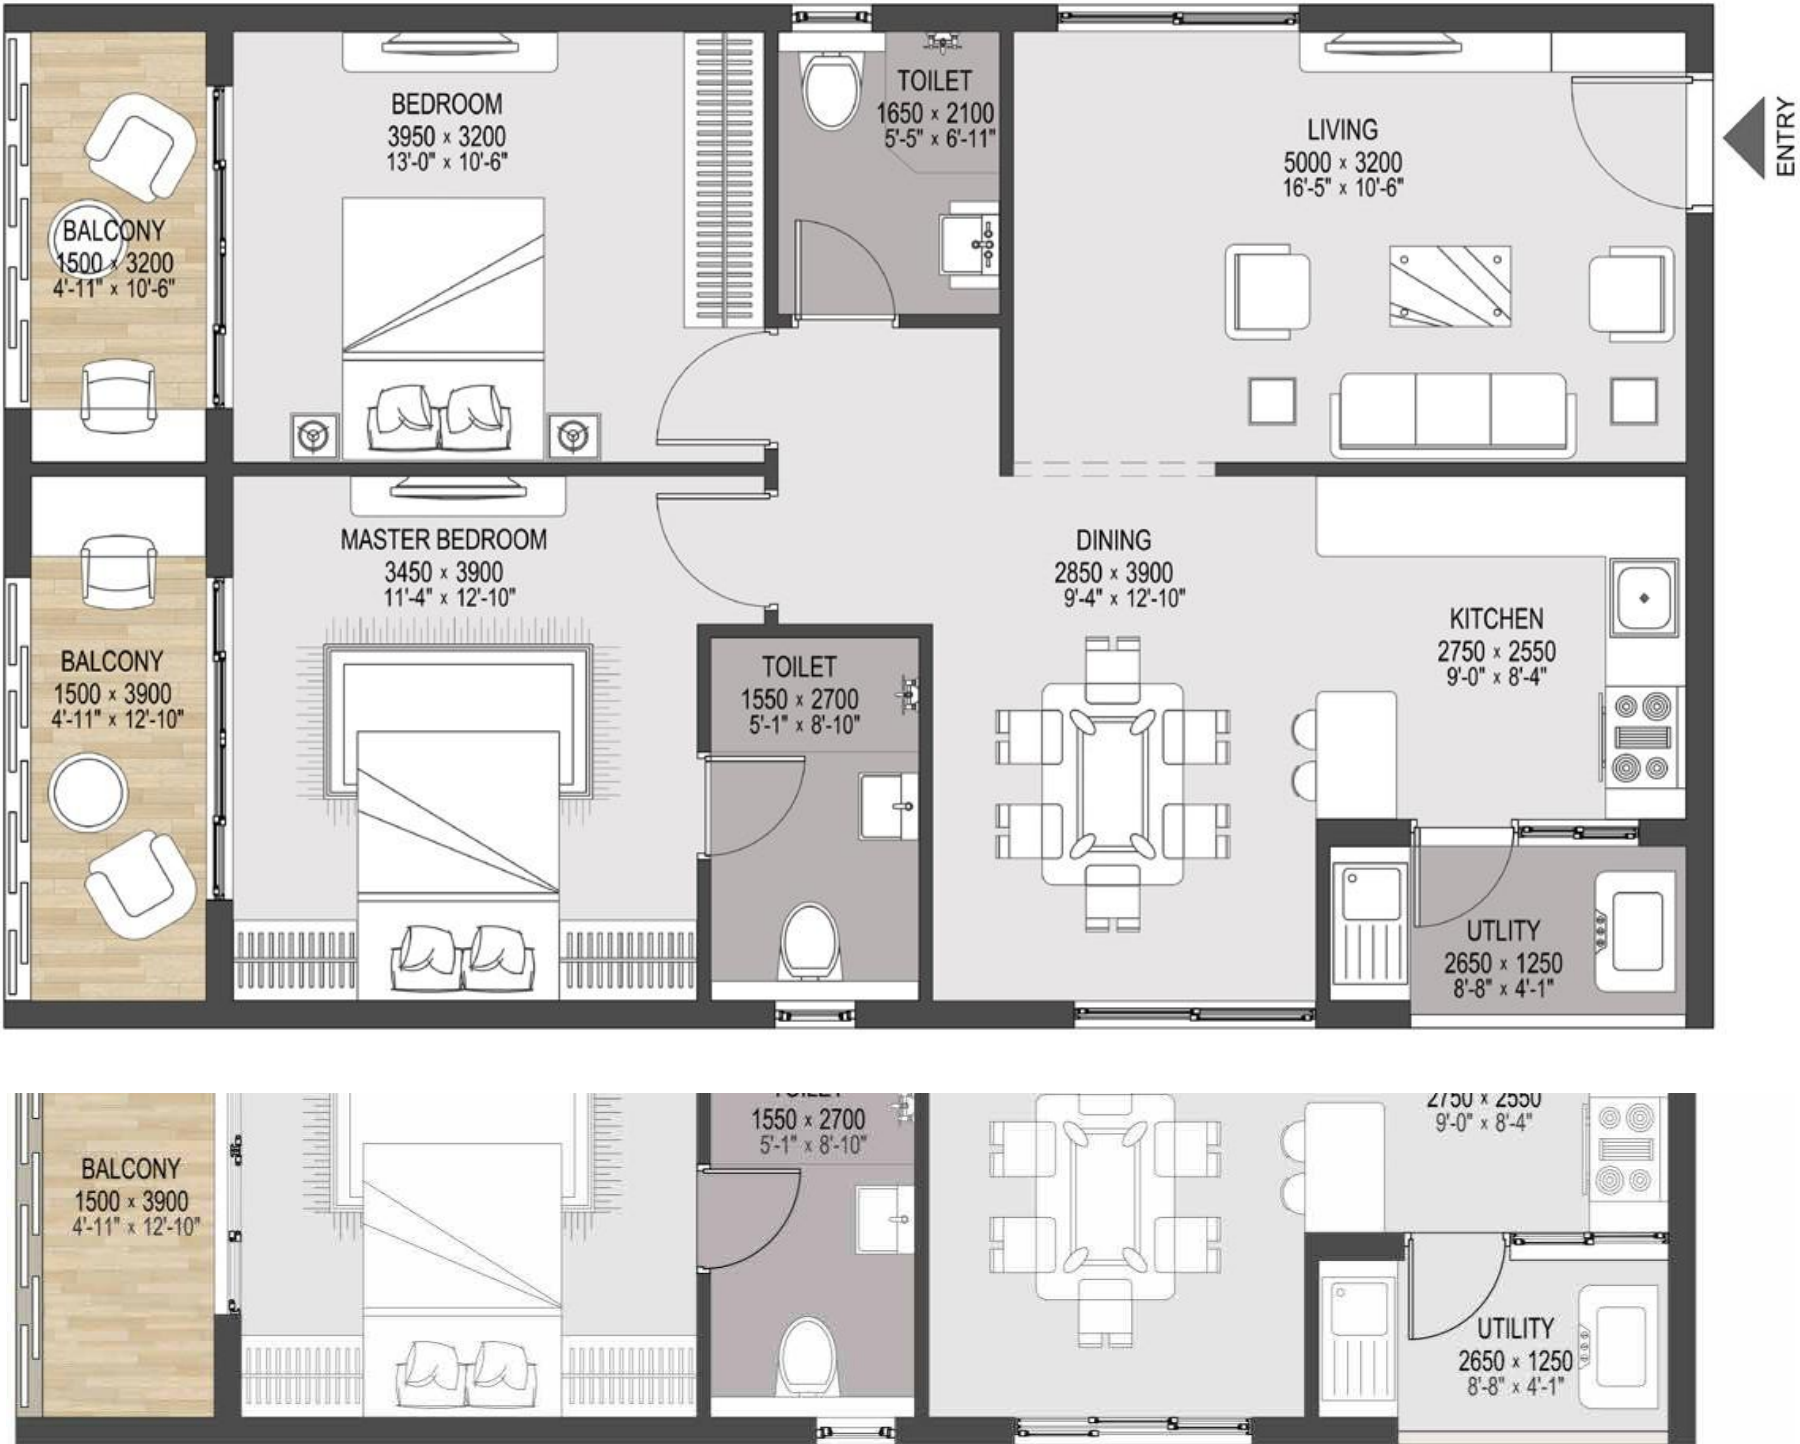 BEDROOM
3950 × 3200
13'-0" × 10'-6"
TOILET
1650 × 2100
5'-5" × 6'-11"
LIVING
5000 × 3200
16'-5" × 10'-6"
ENTRY
BALCONY
1500 × 3200
4'-11" × 10'-6"
MASTER BEDROOM
3450 × 3900
11'-4" × 12'-10"
DINING
2850 × 3900
9'-4" × 12'-10"
KITCHEN
2750 × 2550
9'-0" × 8'-4"
BALCONY
1500 × 3900
4'-11" × 12'-10"
TOILET
1550 × 2700
5'-1" × 8'-10"
UTLITY
2650 × 1250
8'-8" × 4'-1"
TOILET
1550 × 2700
5'-1" × 8'-10"
2750 × 2550
9'-0" × 8'-4"
BALCONY
1500 × 3900
4'-11" × 12'-10"
UTILITY
2650 × 1250
8'-8" × 4'-1"